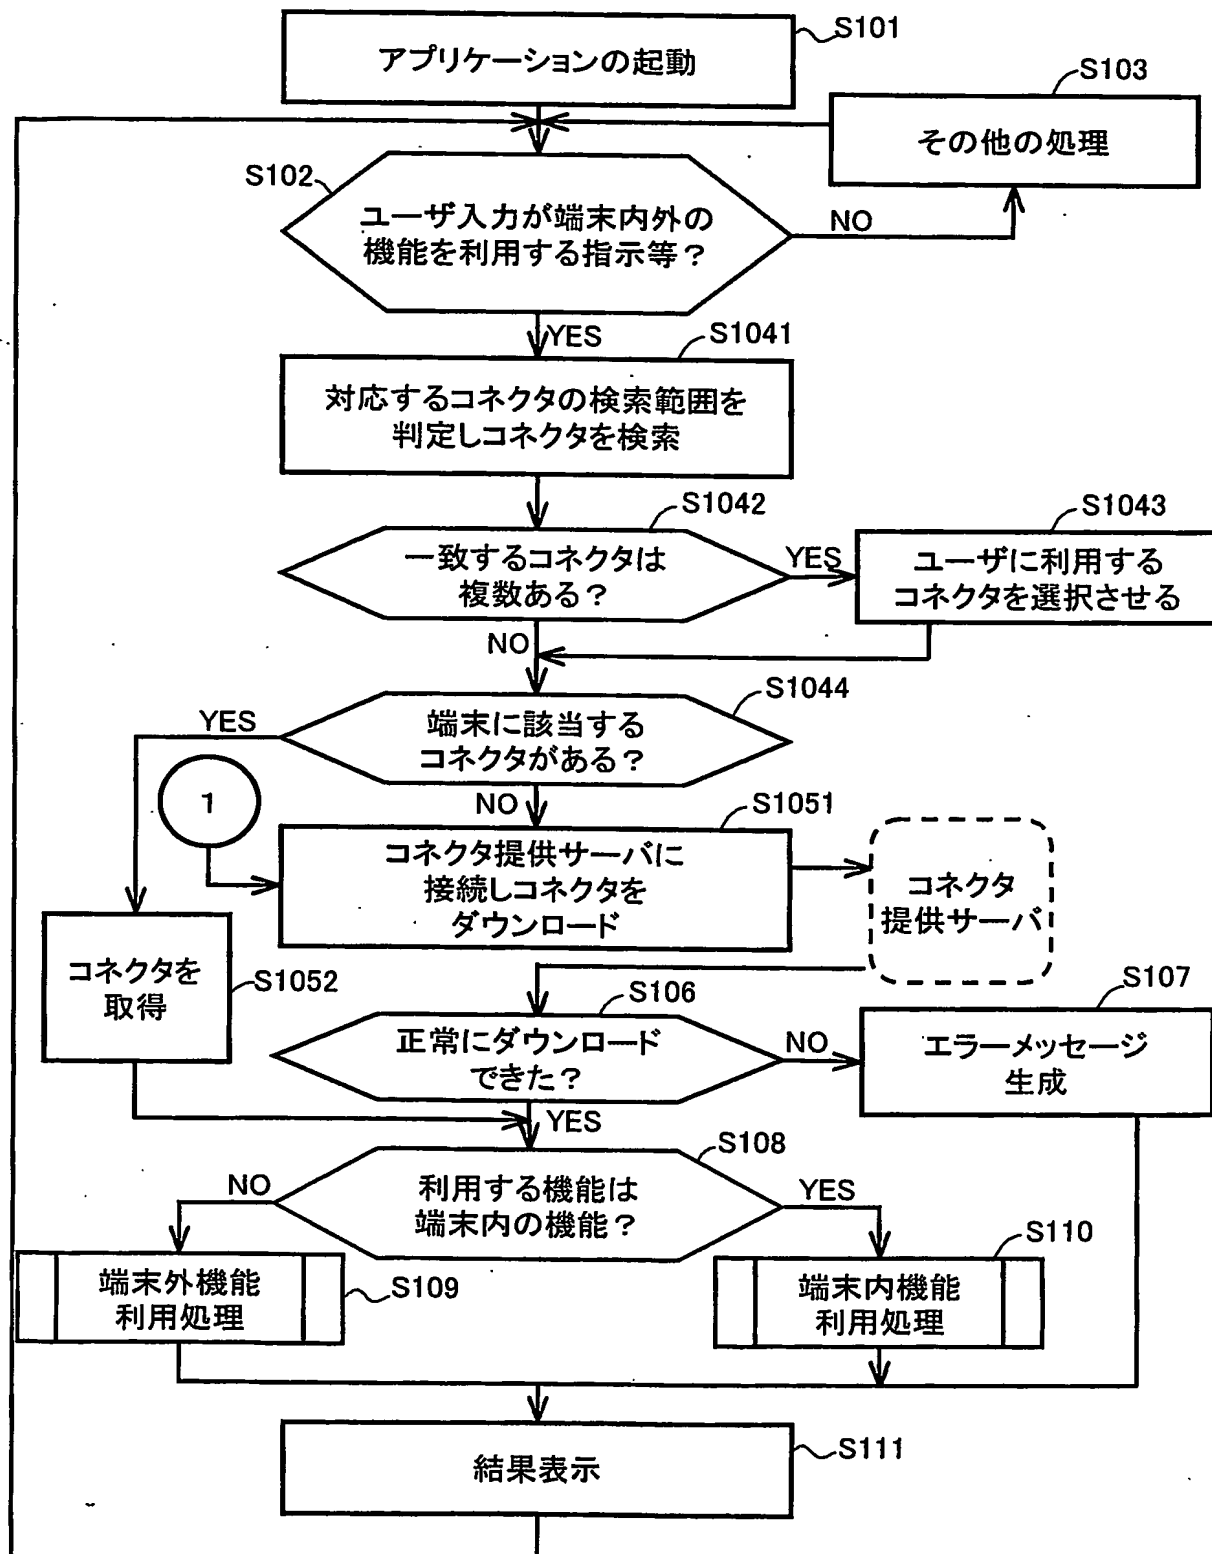 アプリケーションの起動
S101
S103
その他の処理
S102
ユーザ入力が端末内外の
機能を利用する指示等？
NO
YES
S1041
対応するコネクタの検索範囲を
判定しコネクタを検索
S1042
一致するコネクタは
複数ある？
YES
S1043
ユーザに利用する
コネクタを選択させる
NO
S1044
端末に該当する
コネクタがある？
YES
1
NO
S1051
コネクタ提供サーバに
接続しコネクタを
ダウンロード
コネクタ
提供サーバ
コネクタを
取得
S1052
S106
正常にダウンロード
できた？
NO
S107
エラーメッセージ
生成
YES
S108
利用する機能は
端末内の機能？
NO
YES
端末外機能
利用処理
S109
S110
端末内機能
利用処理
結果表示
S111